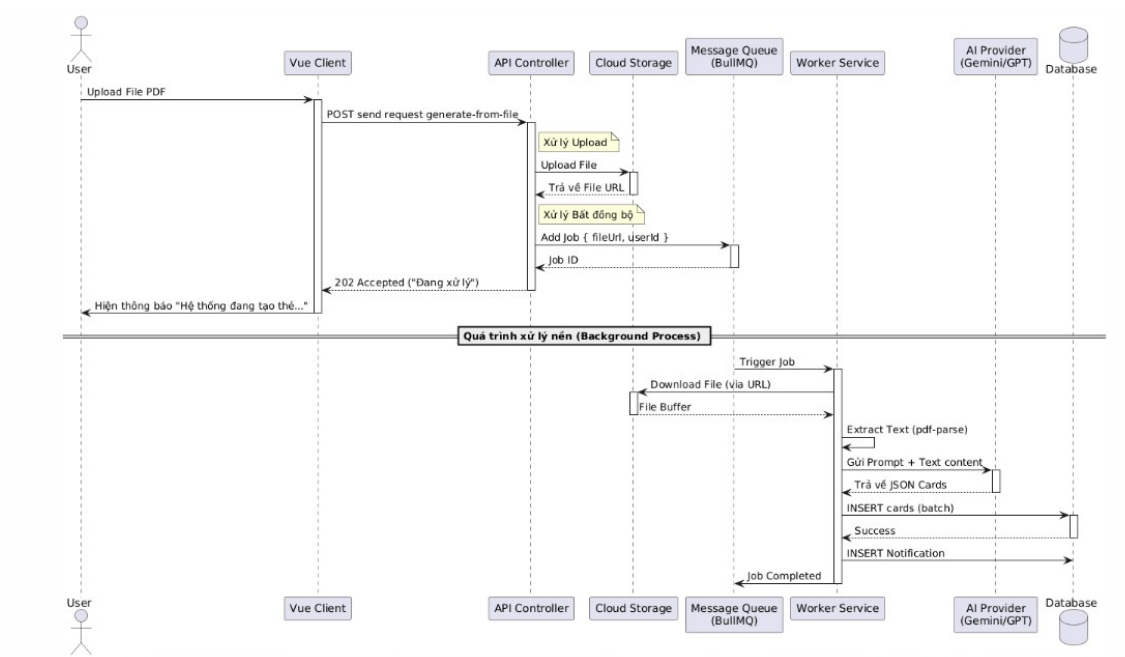 User
Vue Client
API Controller
Cloud Storage
Message Queue
(BullMQ)
Worker Service
AI Provider
(Gemini/GPT)
Database
Upload File PDF
POST send request generate-from-file
Xử lý Upload
Upload File
Trả về File URL
Xử lý Bất đồng bộ
Add Job { fileUrl, userId }
Job ID
202 Accepted ("Đang xử lý")
Hiện thông báo "Hệ thống đang tạo thẻ..."
Quá trình xử lý nền (Background Process)
Trigger Job
Download File (via URL)
File Buffer
Extract Text (pdf-parse)
Gửi Prompt + Text content
Trả về JSON Cards
INSERT cards (batch)
Success
INSERT Notification
Job Completed
User
Vue Client
API Controller
Cloud Storage
Message Queue
(BullMQ)
Worker Service
AI Provider
(Gemini/GPT)
Database